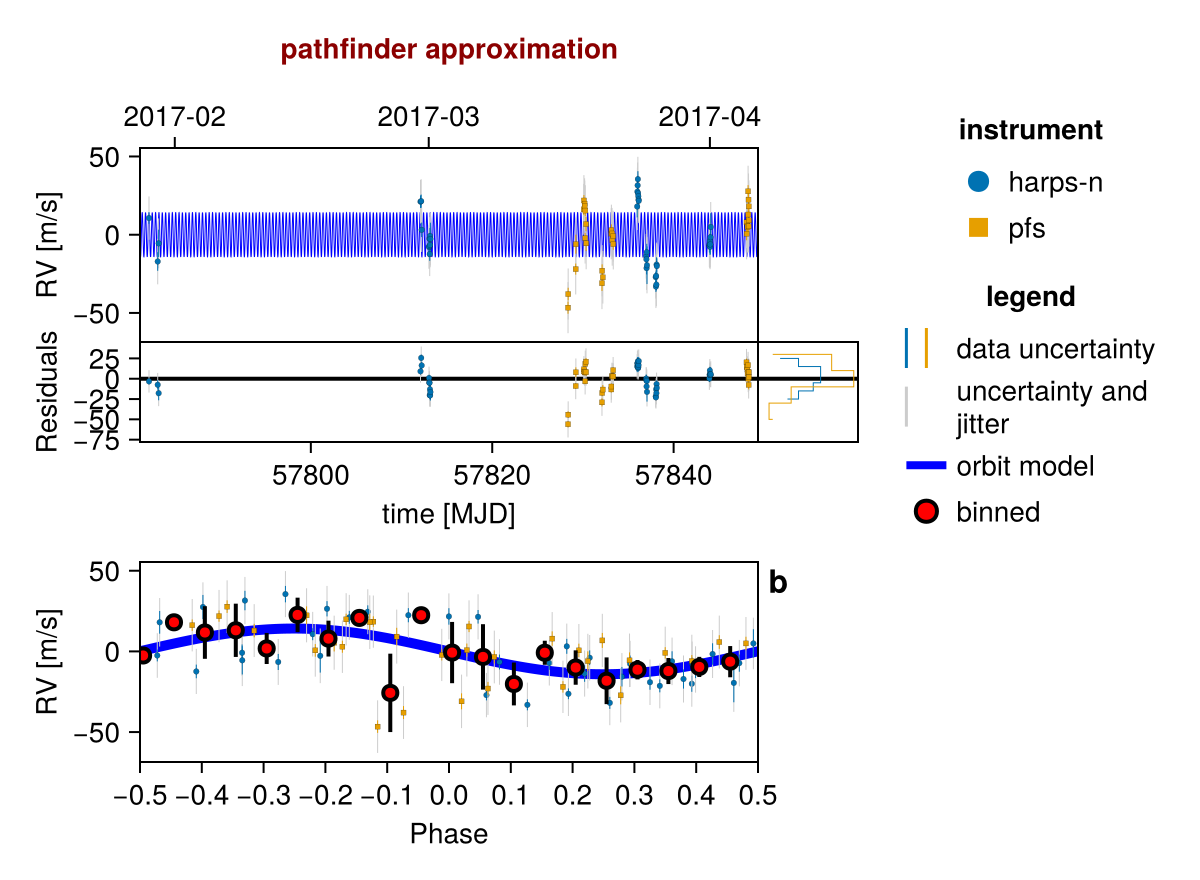 pathfinder approximation
2017-02 2017-03 2017-04
50
0
−50
RV [m/s]
25
0
−25
−50
−75
Residuals
57800 57820 57840
time [MJD]
50
0
−50
RV [m/s]
b
−0.5 −0.4 −0.3 −0.2 −0.1 0.0 0.1 0.2 0.3 0.4 0.5
Phase
instrument
harps-n
pfs
legend
data uncertainty
uncertainty and
jitter
orbit model
binned